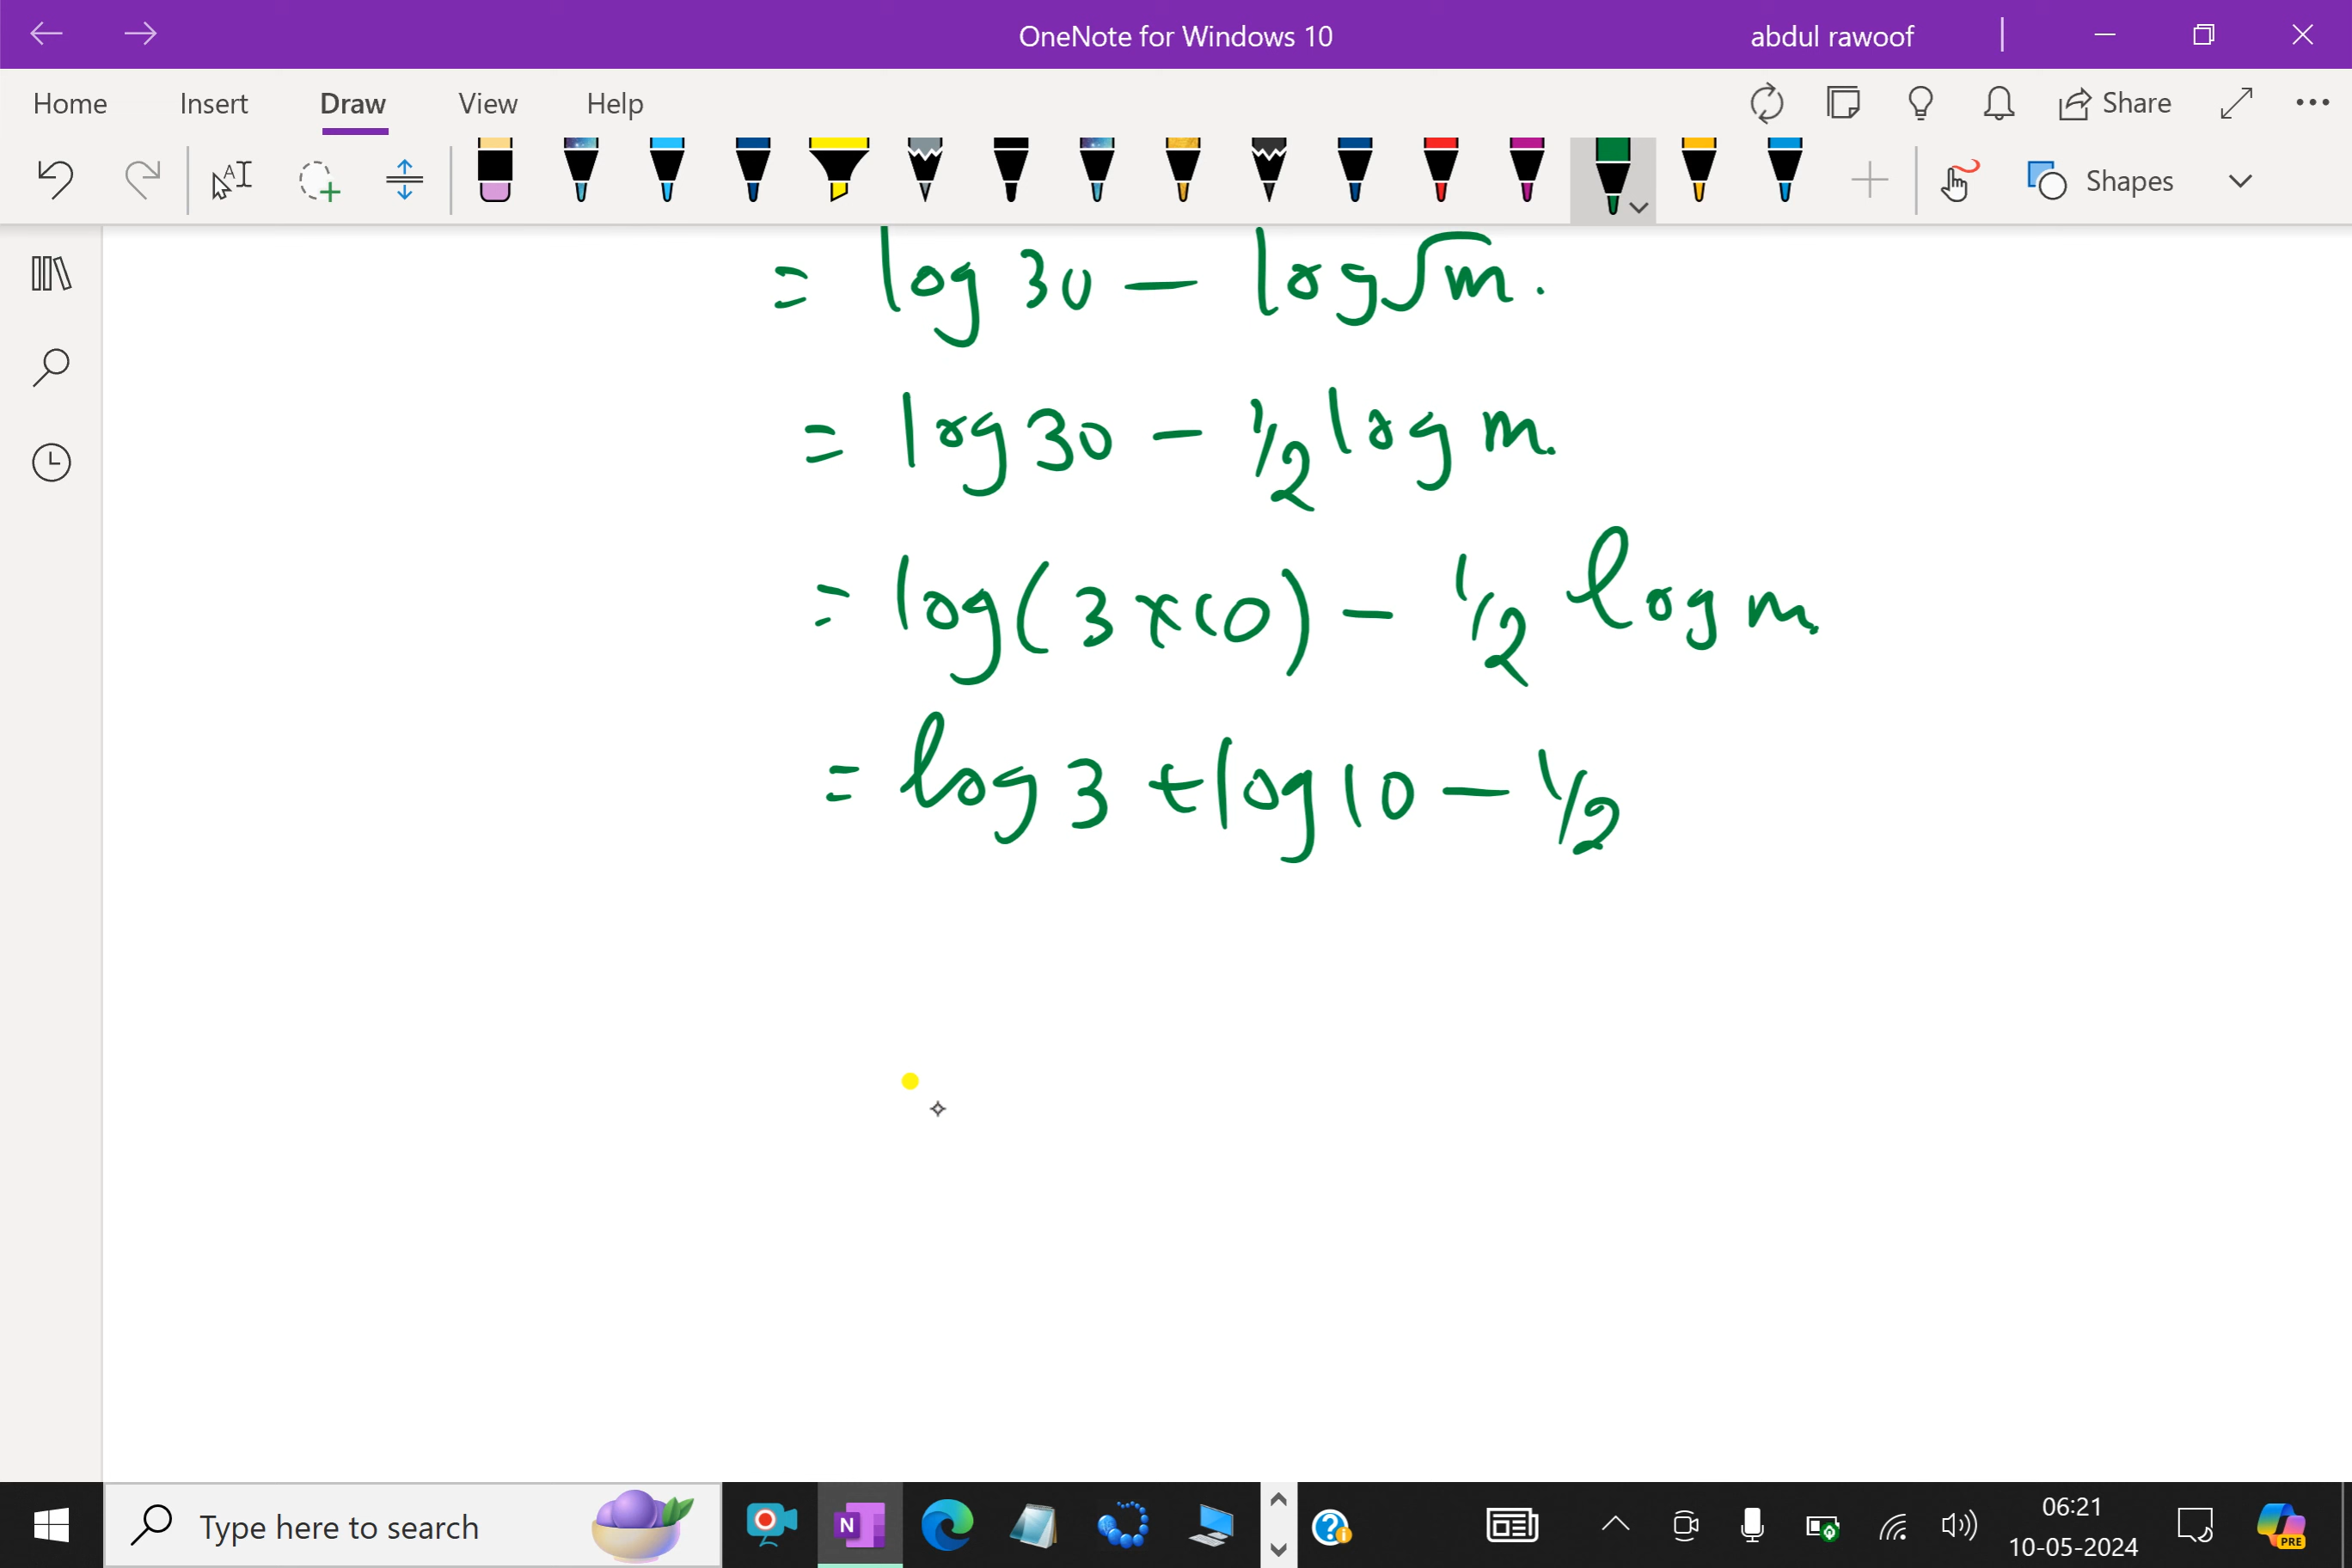 OneNote for Windows 10
abdul rawoof
Home Insert Draw View Help
Share
Shapes
= log 30 – log √m.
= log 30 – 1/2 log m.
= log(3×10) – 1/2 log m.
= log 3 + log 10 – 1/2
Type here to search
N
06:21
10-05-2024
PRE